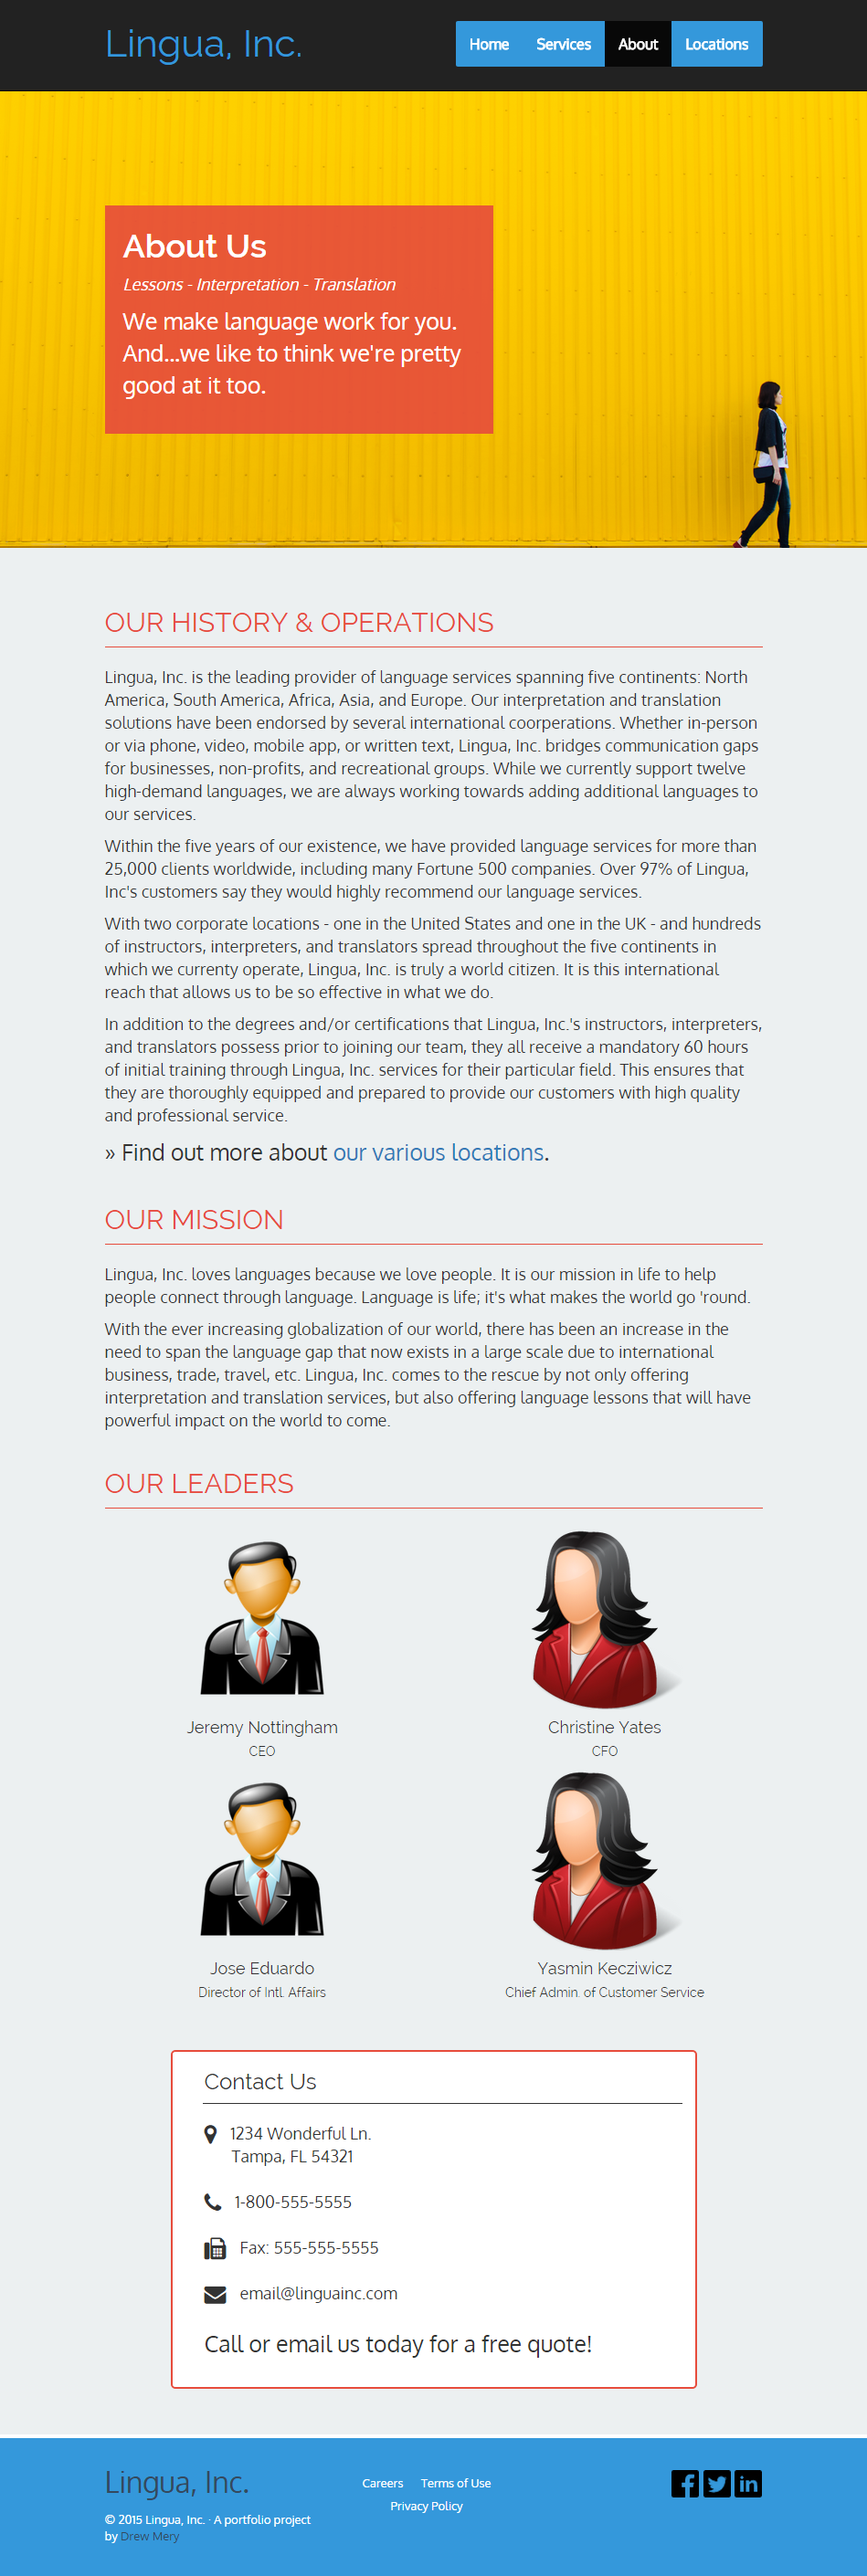 Lingua, Inc.
Home Services About Locations
About Us
Lessons - Interpretation - Translation
We make language work for you.
And...we like to think we're pretty
good at it too.
OUR HISTORY & OPERATIONS
Lingua, Inc. is the leading provider of language services spanning five continents: North
America, South America, Africa, Asia, and Europe. Our interpretation and translation
solutions have been endorsed by several international coorperations. Whether in-person
or via phone, video, mobile app, or written text, Lingua, Inc. bridges communication gaps
for businesses, non-profits, and recreational groups. While we currently support twelve
high-demand languages, we are always working towards adding additional languages to
our services.
Within the five years of our existence, we have provided language services for more than
25,000 clients worldwide, including many Fortune 500 companies. Over 97% of Lingua,
Inc's customers say they would highly recommend our language services.
With two corporate locations - one in the United States and one in the UK - and hundreds
of instructors, interpreters, and translators spread throughout the five continents in
which we currenty operate, Lingua, Inc. is truly a world citizen. It is this international
reach that allows us to be so effective in what we do.
In addition to the degrees and/or certifications that Lingua, Inc.'s instructors, interpreters,
and translators possess prior to joining our team, they all receive a mandatory 60 hours
of initial training through Lingua, Inc. services for their particular field. This ensures that
they are thoroughly equipped and prepared to provide our customers with high quality
and professional service.
» Find out more about our various locations.
OUR MISSION
Lingua, Inc. loves languages because we love people. It is our mission in life to help
people connect through language. Language is life; it's what makes the world go 'round.
With the ever increasing globalization of our world, there has been an increase in the
need to span the language gap that now exists in a large scale due to international
business, trade, travel, etc. Lingua, Inc. comes to the rescue by not only offering
interpretation and translation services, but also offering language lessons that will have
powerful impact on the world to come.
OUR LEADERS
Jeremy Nottingham
CEO
Christine Yates
CFO
Jose Eduardo
Director of Intl. Affairs
Yasmin Kecziwicz
Chief Admin. of Customer Service
Contact Us
1234 Wonderful Ln.
Tampa, FL 54321
1-800-555-5555
Fax: 555-555-5555
email@linguainc.com
Call or email us today for a free quote!
Lingua, Inc.
© 2015 Lingua, Inc. · A portfolio project
by Drew Mery
Careers Terms of Use
Privacy Policy